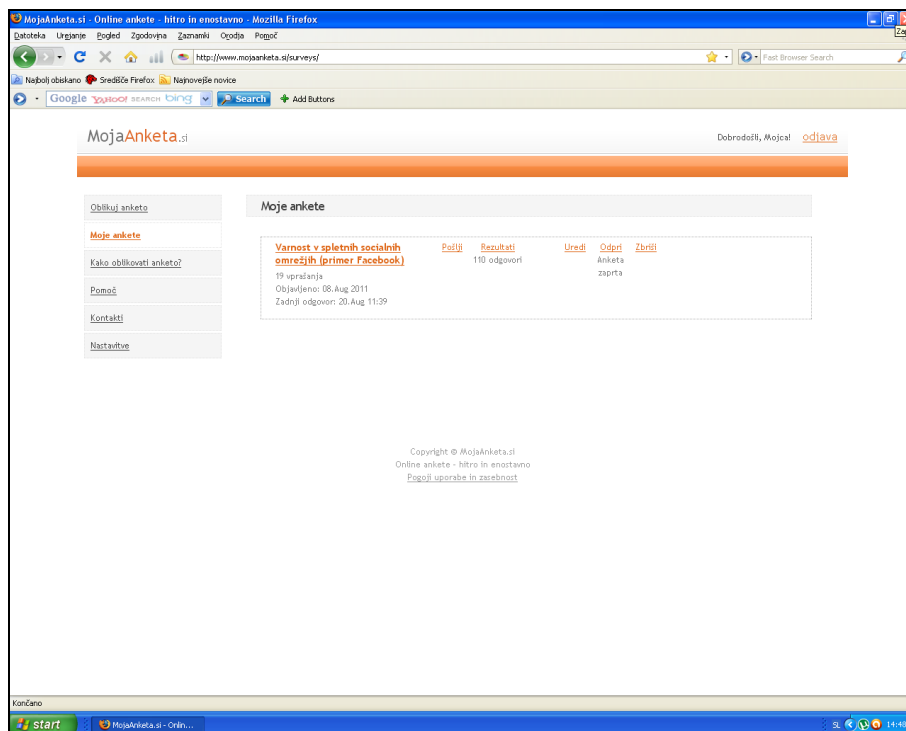 MojaAnketa.si - Online ankete - hitro in enostavno - Mozilla Firefox
Datoteka Urejanje Pogled Zgodovina Zaznamki Orodja Pomoč
http://www.mojaanketa.si/surveys/ Fast Browser Search
Najbolj obiskano Središče Firefox Najnovejše novice
Google YAHOO! SEARCH bing Search Add Buttons
MojaAnketa.si
Dobrodošli, Mojca! odjava
Oblikuj anketo
Moje ankete
Kako oblikovati anketo?
Pomoč
Kontakti
Nastavitve
Moje ankete
Varnost v spletnih socialnih
omrežjih (primer Facebook)
19 vprašanja
Objavljeno: 08.Aug 2011
Zadnji odgovor: 20.Aug 11:39
Pošlji Rezultati Uredi Odpri Zbriši
110 odgovori Anketa
zaprta
Copyright © MojaAnketa.si
Online ankete - hitro in enostavno
Pogoji uporabe in zasebnost
Končano
start MojaAnketa.si - Onlin... SL 14:48